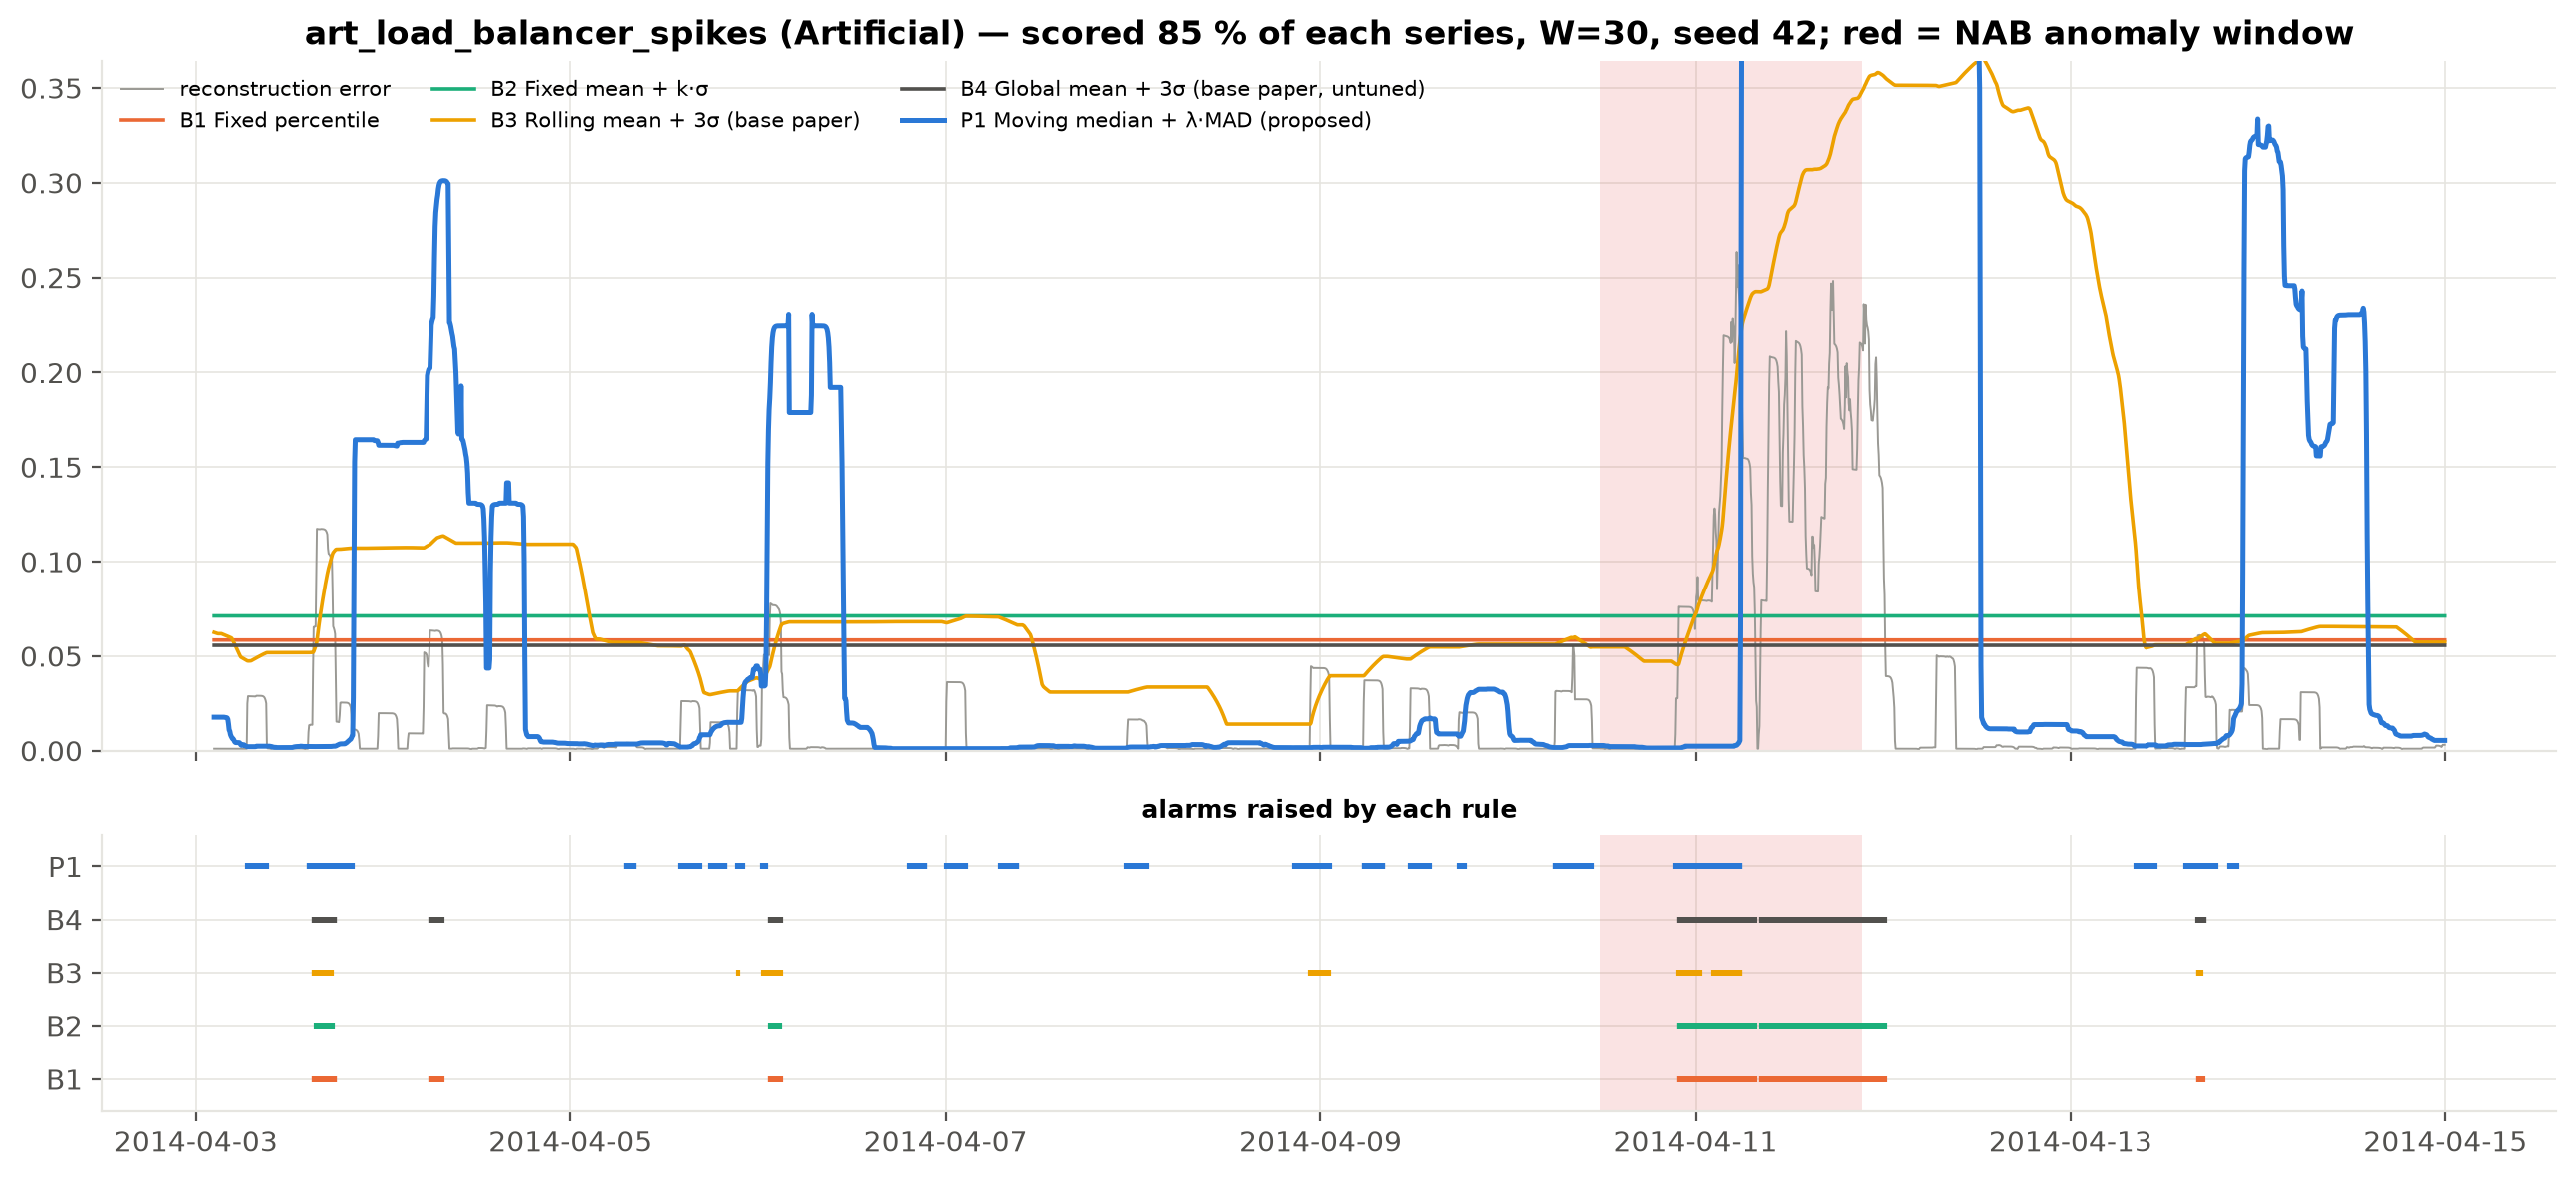 art_load_balancer_spikes (Artificial) — scored 85 % of each series, W=30, seed 42; red = NAB anomaly window
reconstruction error
B1 Fixed percentile
B2 Fixed mean + k·σ
B3 Rolling mean + 3σ (base paper)
B4 Global mean + 3σ (base paper, untuned)
P1 Moving median + λ·MAD (proposed)
0.35
0.30
0.25
0.20
0.15
0.10
0.05
0.00
alarms raised by each rule
P1
B4
B3
B2
B1
2014-04-03 2014-04-05 2014-04-07 2014-04-09 2014-04-11 2014-04-13 2014-04-15